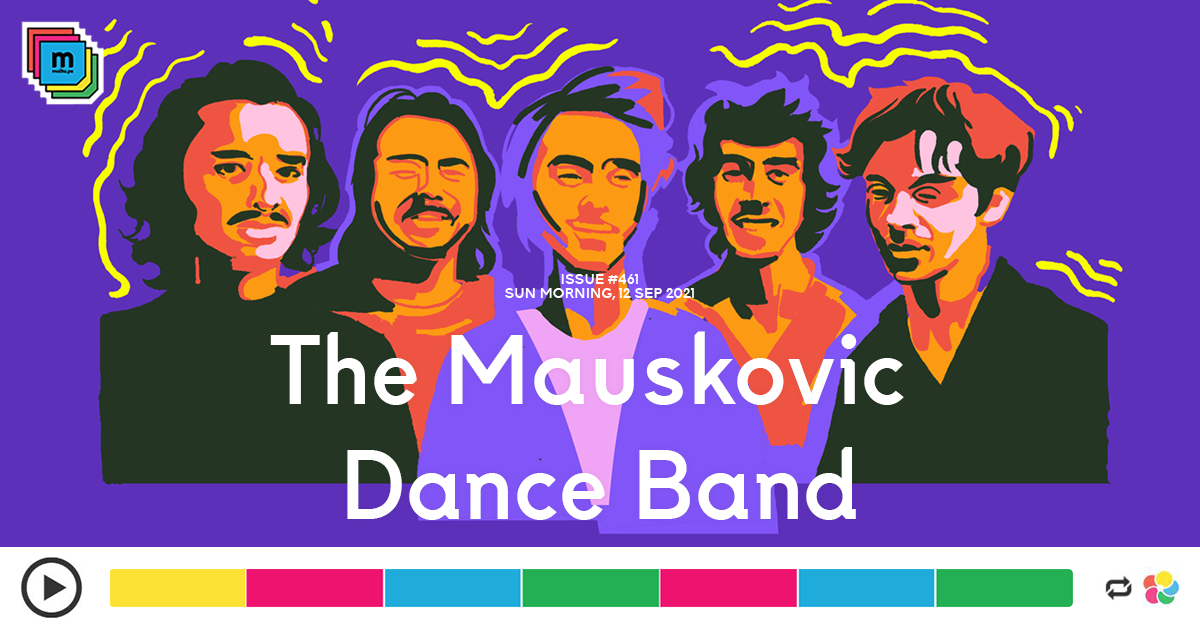 m
ISSUE #461
SUN MORNING, 12 SEP 2021
The Mauskovic
Dance Band